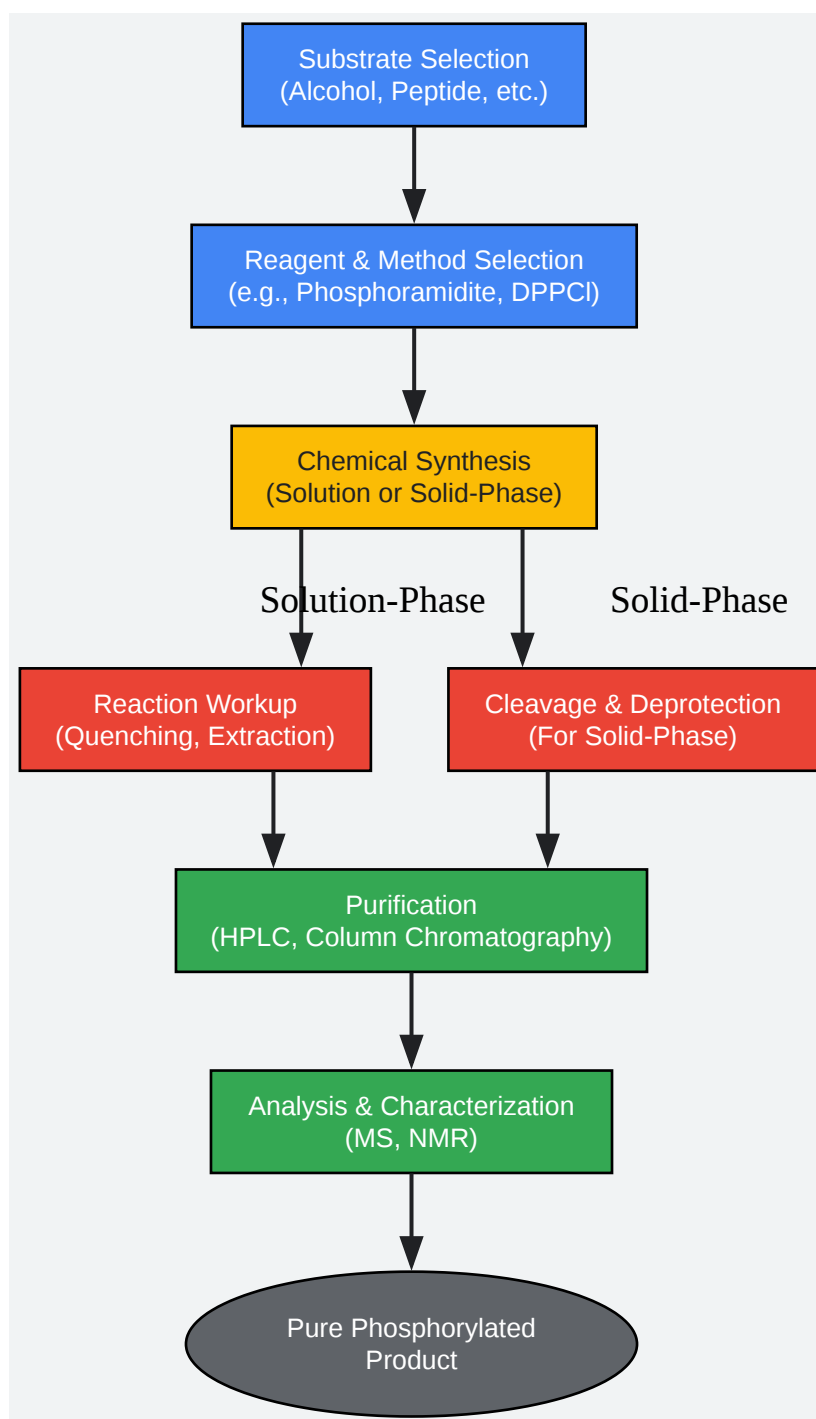 Substrate Selection
(Alcohol, Peptide, etc.)
Reagent & Method Selection
(e.g., Phosphoramidite, DPPCl)
Chemical Synthesis
(Solution or Solid-Phase)
Solution-Phase
Solid-Phase
Reaction Workup
(Quenching, Extraction)
Cleavage & Deprotection
(For Solid-Phase)
Purification
(HPLC, Column Chromatography)
Analysis & Characterization
(MS, NMR)
Pure Phosphorylated
Product